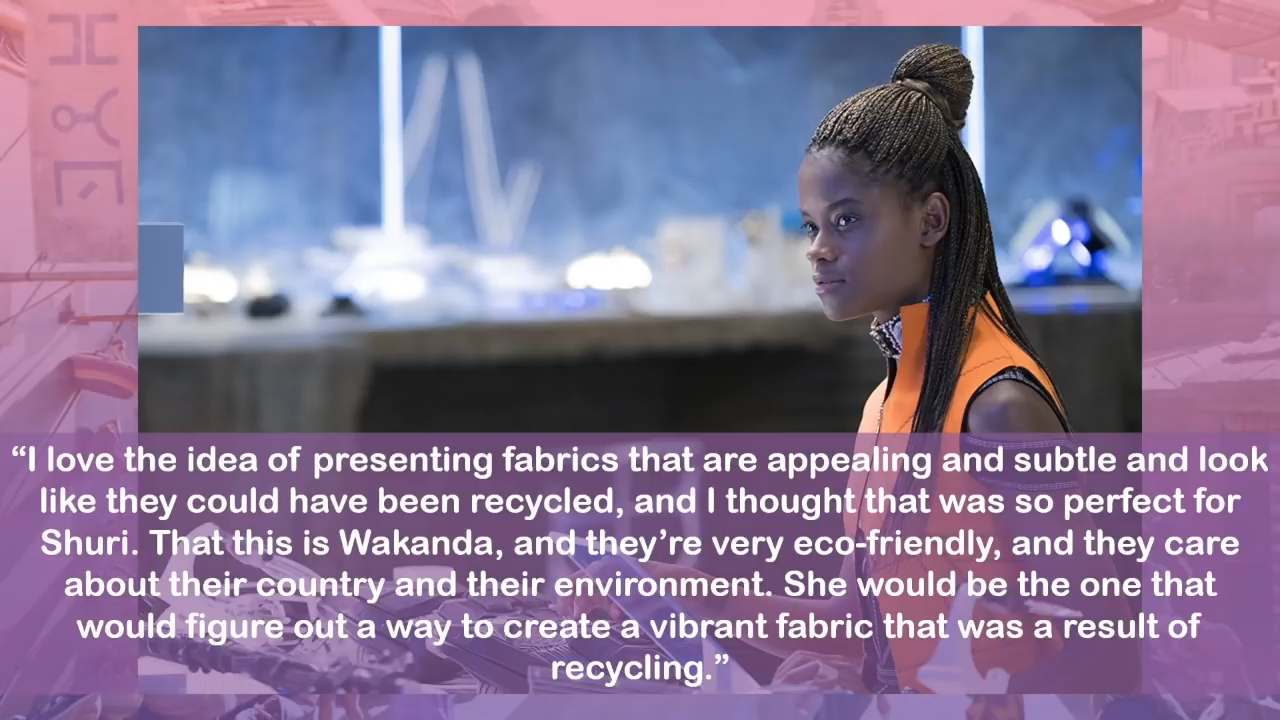 “I love the idea of presenting fabrics that are appealing and subtle and look
like they could have been recycled, and I thought that was so perfect for
Shuri. That this is Wakanda, and they’re very eco-friendly, and they care
about their country and their environment. She would be the one that
would figure out a way to create a vibrant fabric that was a result of
recycling.”